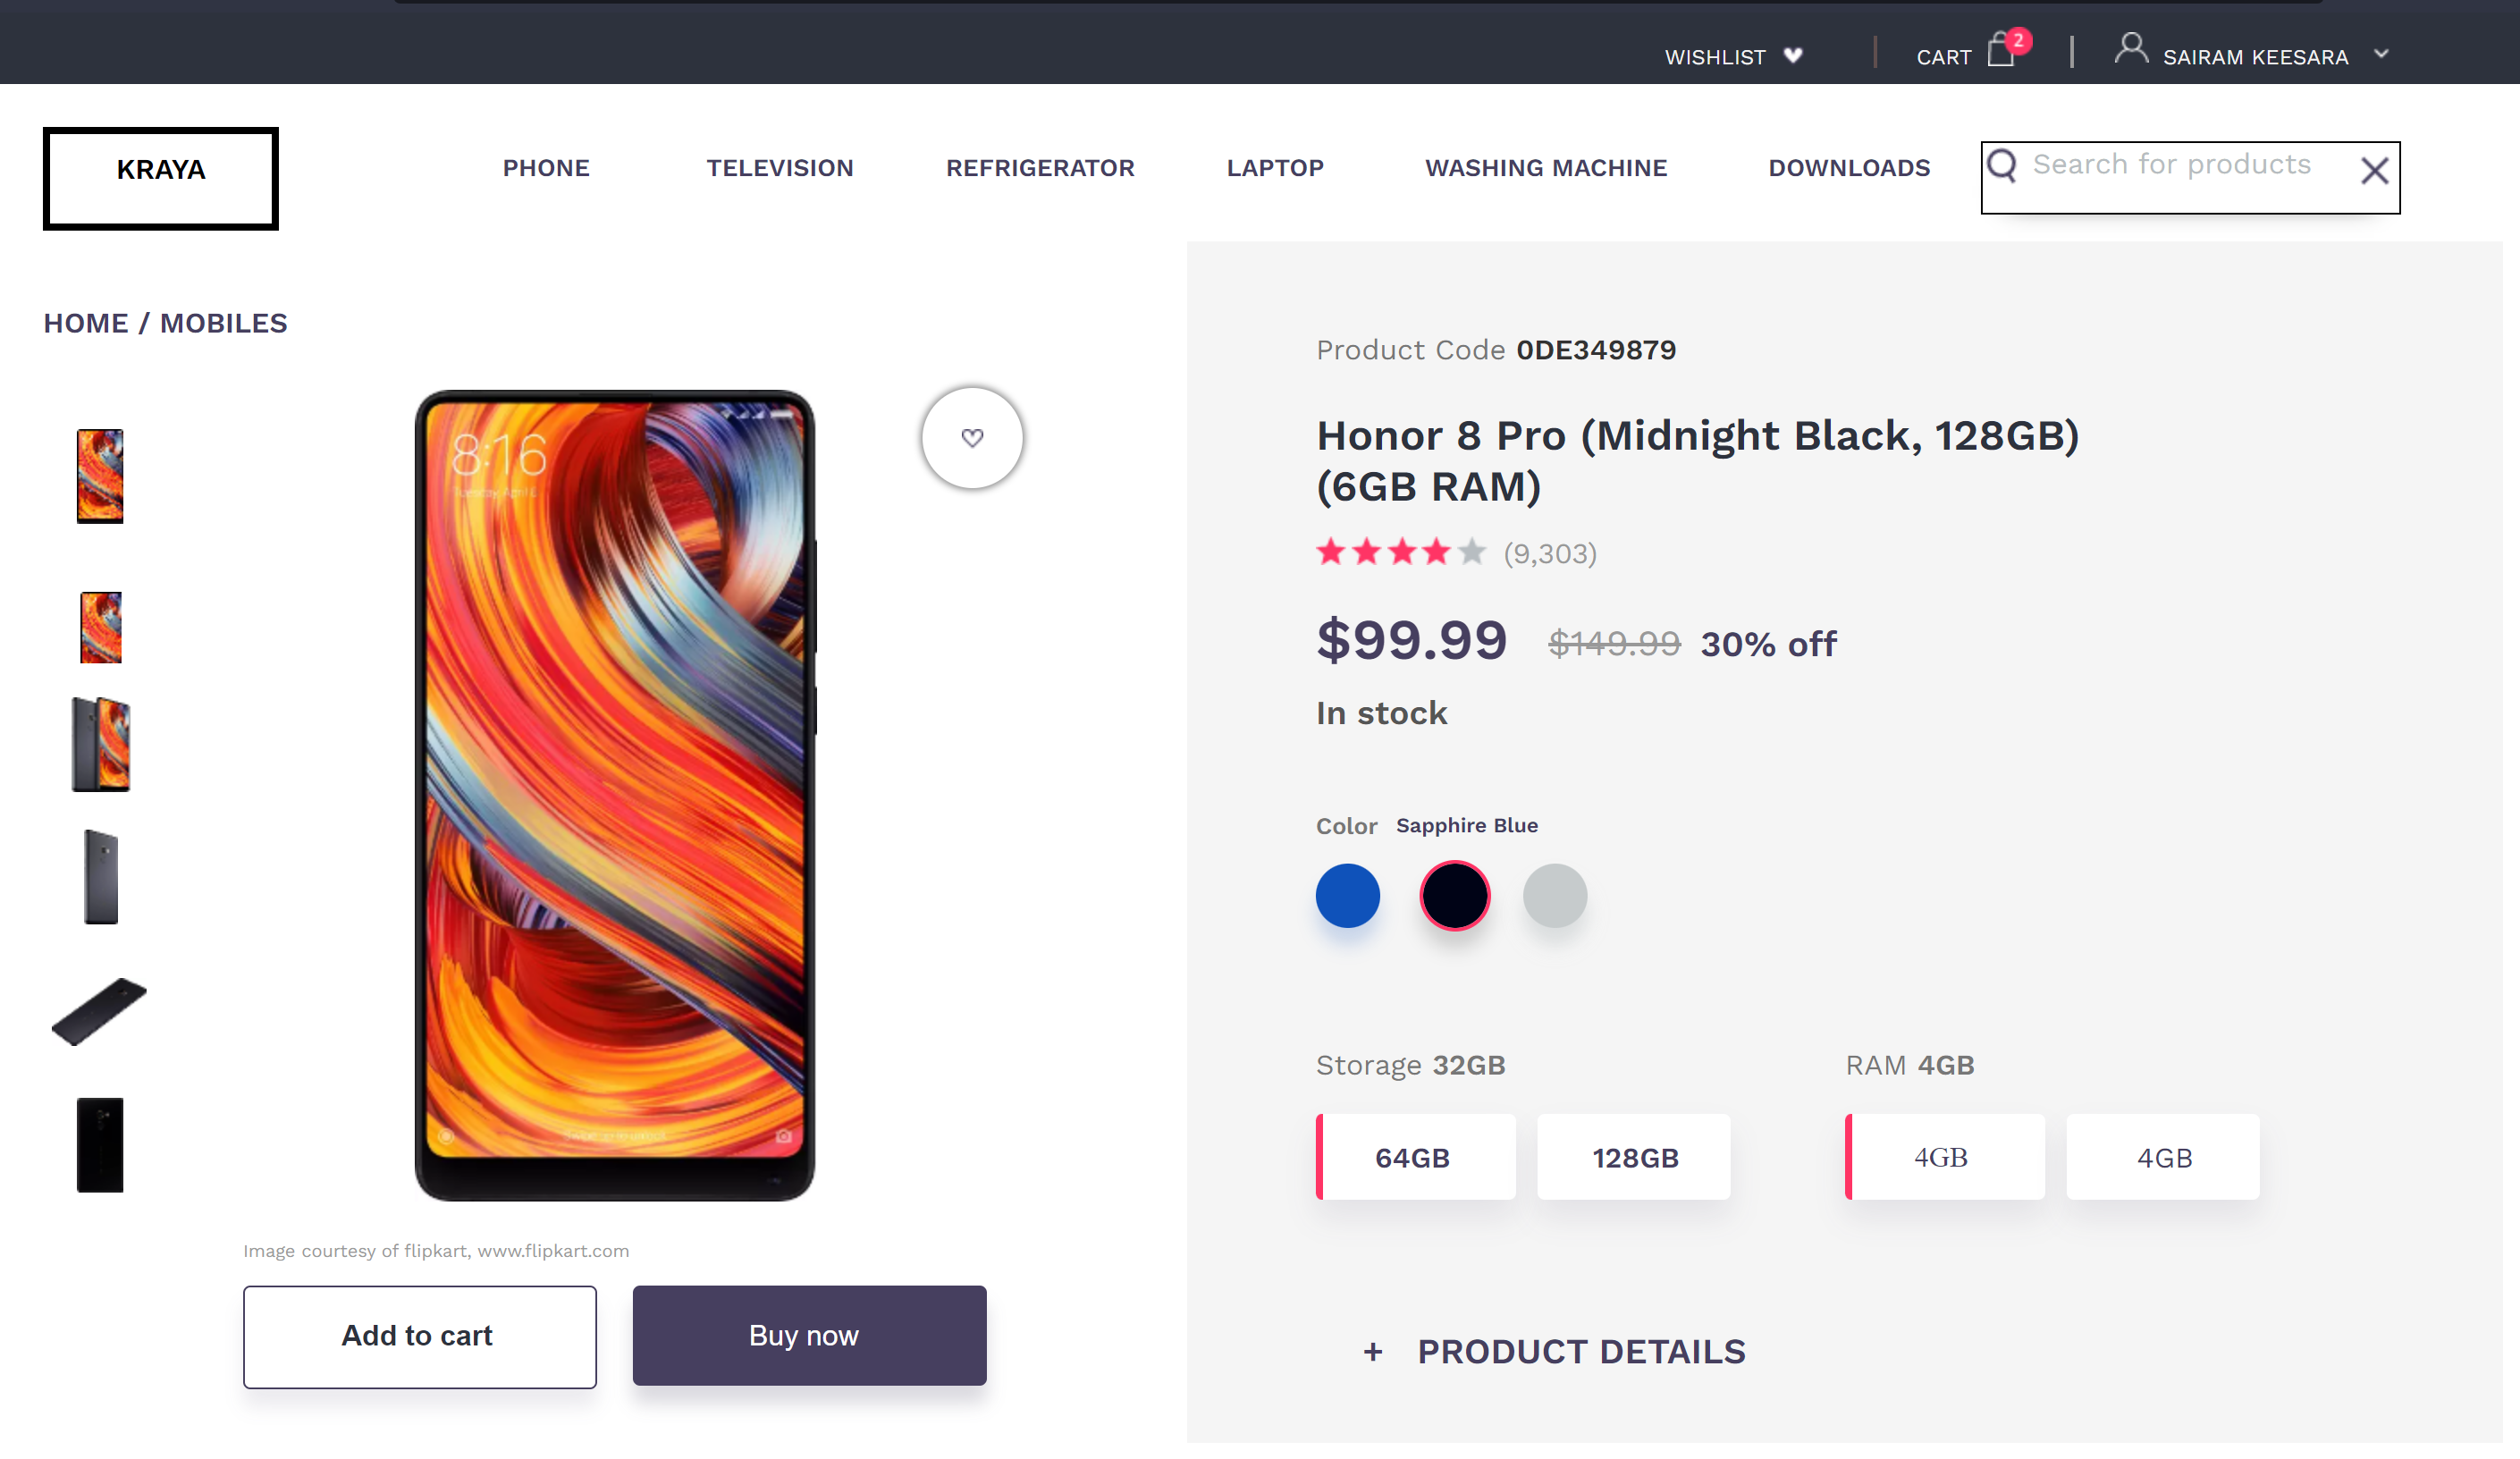 WISHLIST CART 2 SAIRAM KEESARA
KRAYA PHONE TELEVISION REFRIGERATOR LAPTOP WASHING MACHINE DOWNLOADS Search for products
HOME / MOBILES
Product Code 0DE349879
Honor 8 Pro (Midnight Black, 128GB)
(6GB RAM)
(9,303)
$99.99 $149.99 30% off
In stock
Color Sapphire Blue
Storage 32GB RAM 4GB
64GB 128GB 4GB 4GB
+ PRODUCT DETAILS
8:16
Tuesday, April 6
Image courtesy of flipkart, www.flipkart.com
Add to cart Buy now